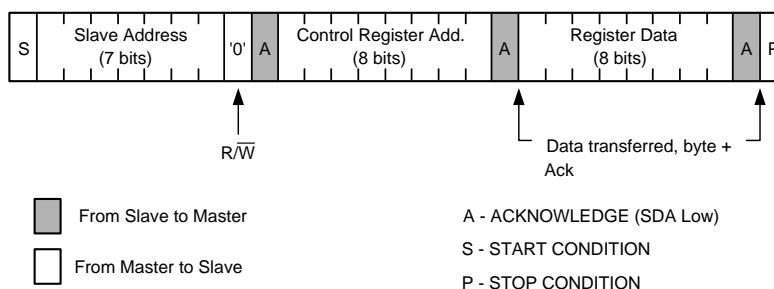 S Slave Address (7 bits) '0' A Control Register Add. (8 bits) A Register Data (8 bits) A P
R/W̅
Data transferred, byte + Ack
From Slave to Master
From Master to Slave
A - ACKNOWLEDGE (SDA Low)
S - START CONDITION
P - STOP CONDITION